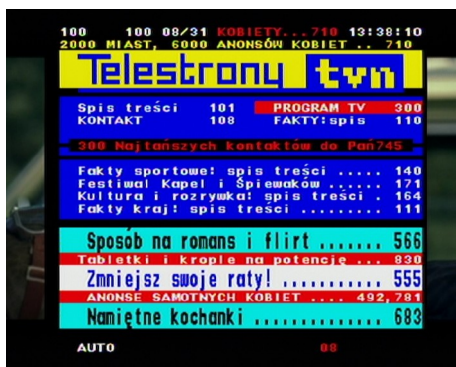 100 100 08/31 KOBIETY...710 13:38:10
2000 MIAST, 6000 ANONSÓW KOBIET .. 710
Telestrony tvn
Spis treści 101 PROGRAM TV 300
KONTAKT 108 FAKTY:spis 110
300 Najtańszych kontaktów do Pań745
Fakty sportowe: spis treści ..... 140
Festiwal Kapel i Śpiewaków ...... 171
Kultura i rozrywka: spis treści . 164
Fakty kraj: spis treści ......... 111
Sposób na romans i flirt ....... 566
Tabletki i krople na potencję ... 830
Zmniejsz swoje raty! ........... 555
ANONSE SAMOTNYCH KOBIET .... 492,781
Namiętne kochanki ............. 683
AUTO 08